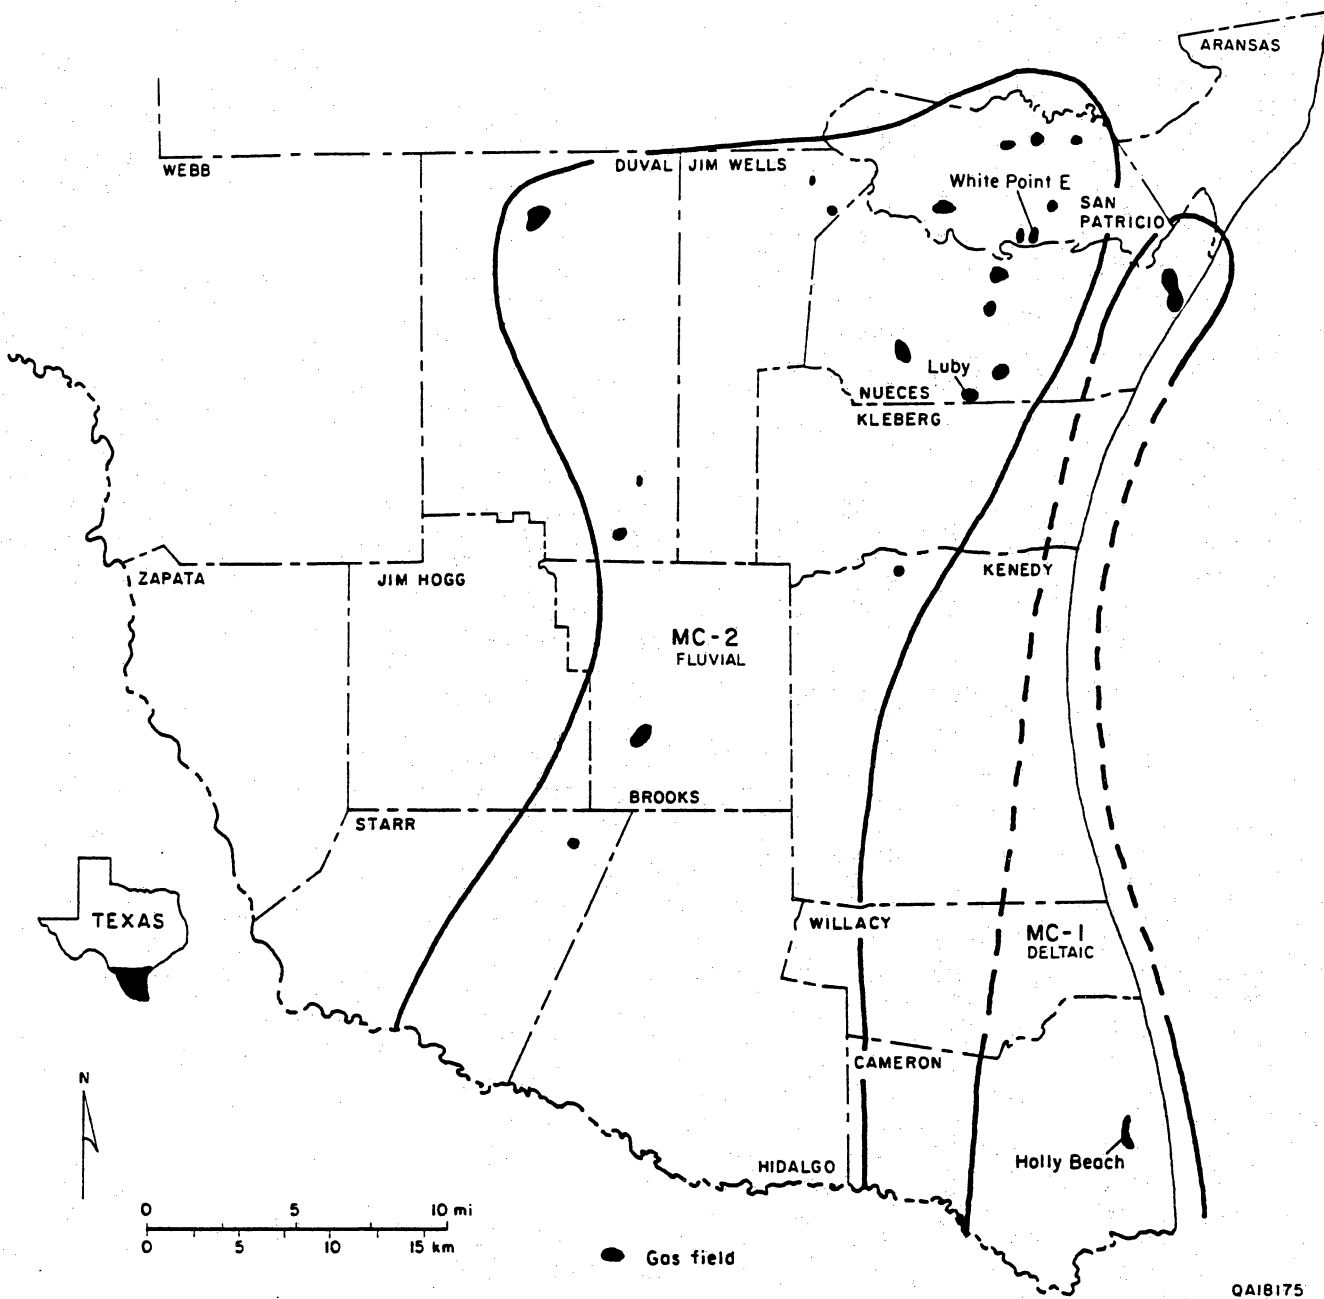 ARANSAS
WEBB
DUVAL
JIM WELLS
White Point E
SAN
PATRICIO
Luby
NUECES
KLEBERG
ZAPATA
JIM HOGG
KENEDY
MC-2
FLUVIAL
BROOKS
STARR
TEXAS
WILLACY
MC-1
DELTAIC
CAMERON
N
Holly Beach
HIDALGO
0 5 10 mi
0 5 10 15 km
Gas field
QA18175